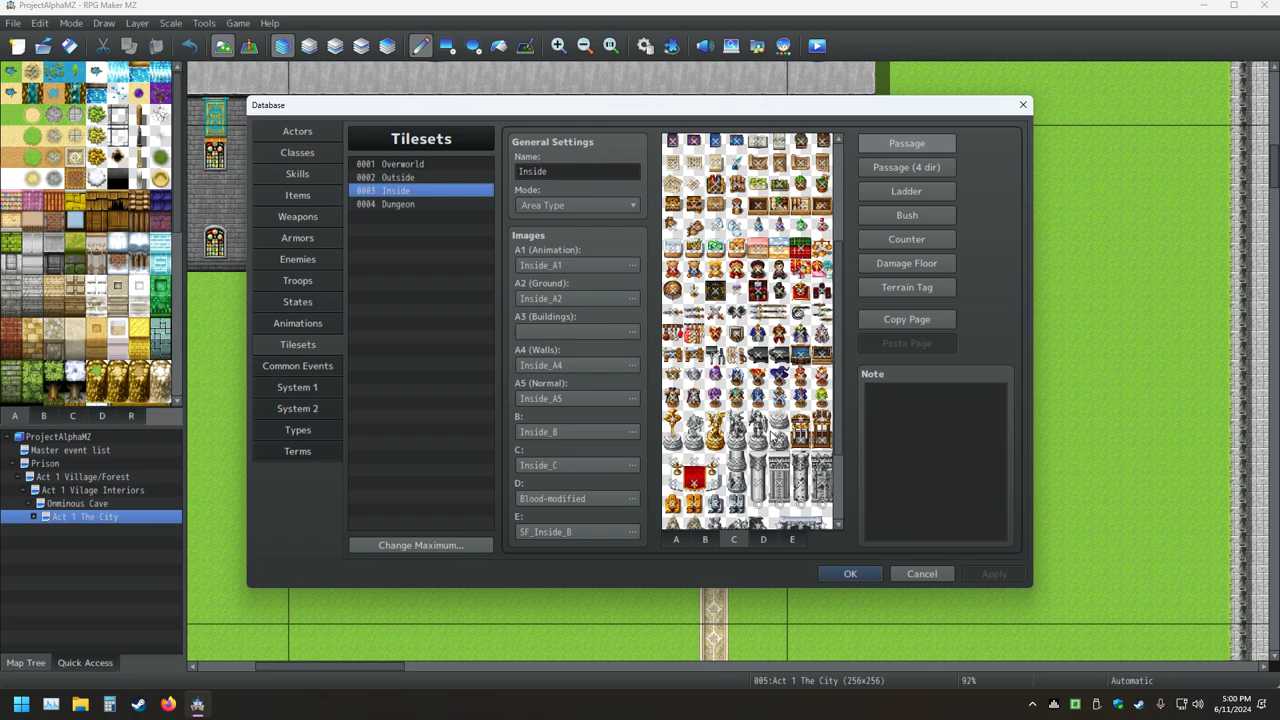 ProjectAlphaMZ - RPG Maker MZ
File Edit Mode Draw Layer Scale Tools Game Help
Database
Actors
Classes
Skills
Items
Weapons
Armors
Enemies
Troops
States
Animations
Tilesets
Common Events
System 1
System 2
Types
Terms
Tilesets
0001 Overworld
0002 Outside
0003 Inside
0004 Dungeon
Change Maximum...
General Settings
Name:
Inside
Mode:
Area Type
Images
A1 (Animation):
Inside_A1 ...
A2 (Ground):
Inside_A2 ...
A3 (Buildings):
...
A4 (Walls):
Inside_A4 ...
A5 (Normal):
Inside_A5 ...
B:
Inside_B ...
C:
Inside_C ...
D:
Blood-modified ...
E:
SF_Inside_B ...
A B C D E
Passage
Passage (4 dir)
Ladder
Bush
Counter
Damage Floor
Terrain Tag
Copy Page
Paste Page
Note
OK Cancel Apply
A B C D R
ProjectAlphaMZ
Master event list
Prison
Act 1 Village/Forest
Act 1 Vilage Interiors
Onminous Cave
Act 1 The City
Map Tree Quick Access
005:Act 1 The City (256x256) 92% Automatic
5:00 PM
6/11/2024